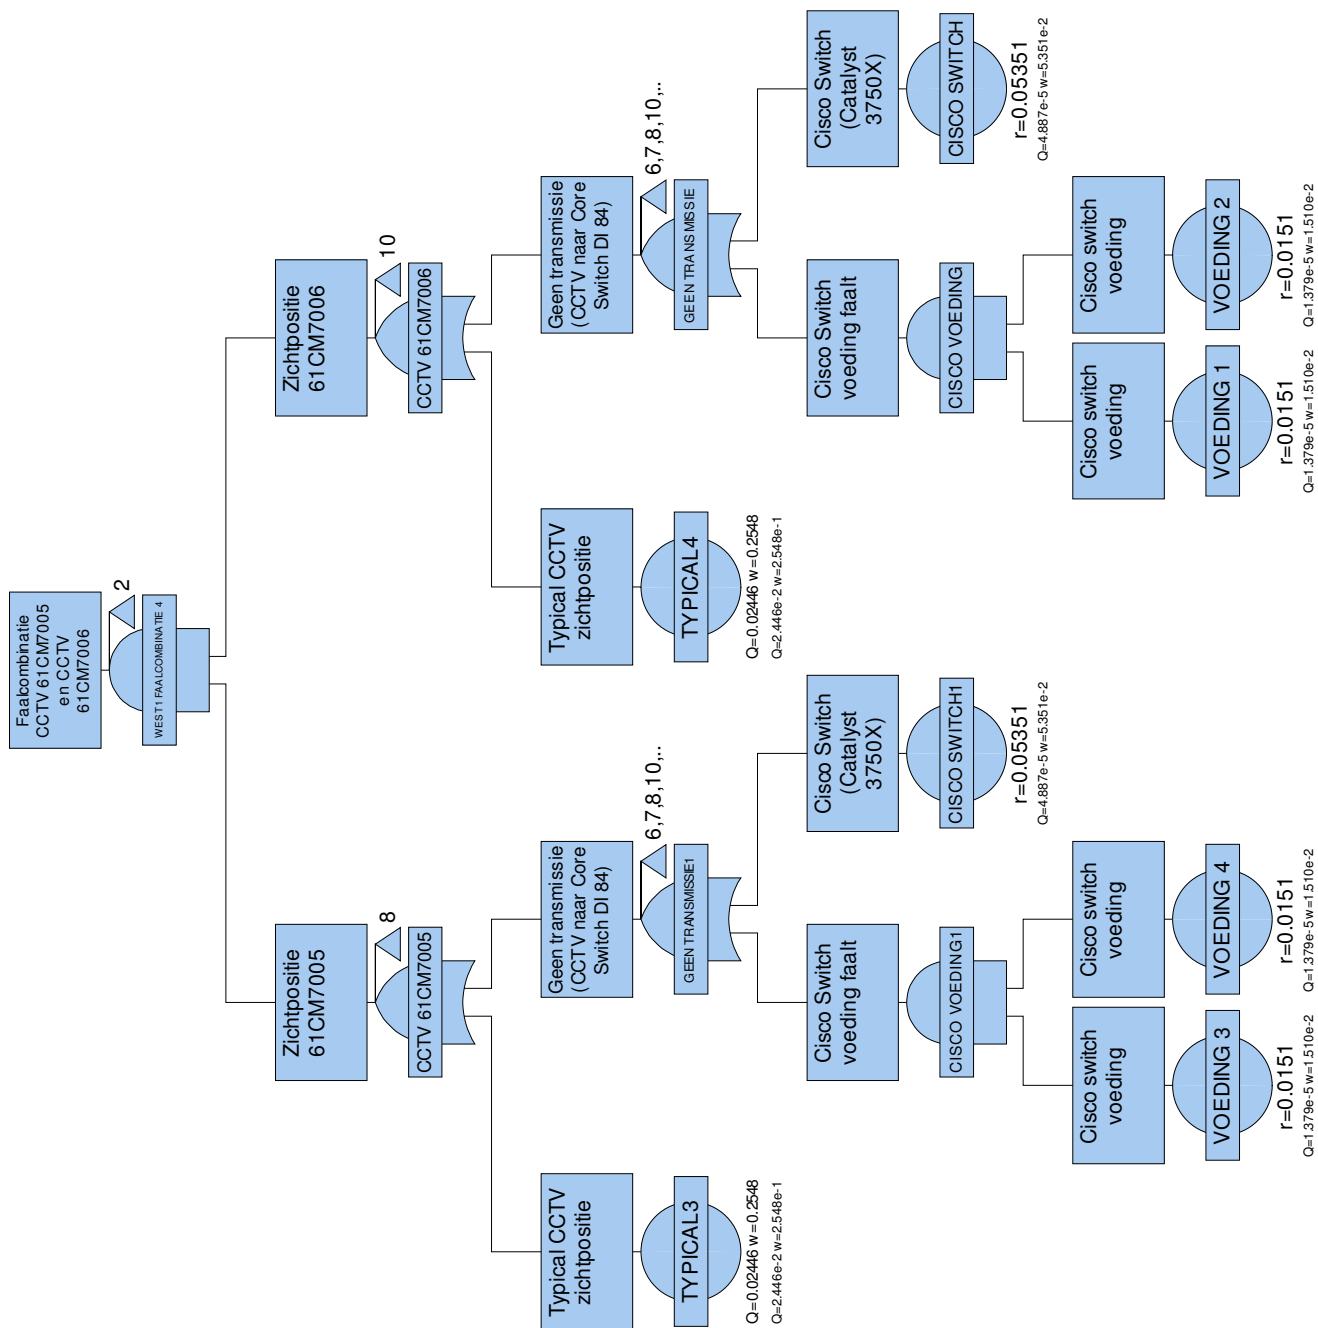 Faalcombinatie
CCTV 61CM7005
en CCTV
61CM7006
2
WEST1 FAALCOMBINATIE 4
Zichtpositie
61CM7005
8
CCTV 61CM7005
Zichtpositie
61CM7006
10
CCTV 61CM7006
Typical CCTV
zichtpositie
TYPICAL3
Q=0.02446 w=0.2548
Q=2.446e-2 w=2.548e-1
Geen transmissie
(CCTV naar Core
Switch DI 84)
6,7,8,10,..
GEEN TRANSMISSIE1
Typical CCTV
zichtpositie
TYPICAL4
Q=0.02446 w=0.2548
Q=2.446e-2 w=2.548e-1
Geen transmissie
(CCTV naar Core
Switch DI 84)
6,7,8,10,..
GEEN TRANSMISSIE
Cisco Switch
voeding faalt
CISCO VOEDING1
Cisco Switch
(Catalyst
3750X)
CISCO SWITCH1
r=0.05351
Q=4.887e-5 w=5.351e-2
Cisco Switch
voeding faalt
CISCO VOEDING
Cisco Switch
(Catalyst
3750X)
CISCO SWITCH
r=0.05351
Q=4.887e-5 w=5.351e-2
Cisco switch
voeding
VOEDING 3
r=0.0151
Q=1.379e-5 w=1.510e-2
Cisco switch
voeding
VOEDING 4
r=0.0151
Q=1.379e-5 w=1.510e-2
Cisco switch
voeding
VOEDING 1
r=0.0151
Q=1.379e-5 w=1.510e-2
Cisco switch
voeding
VOEDING 2
r=0.0151
Q=1.379e-5 w=1.510e-2